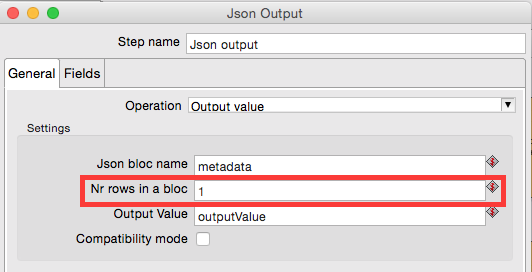 Json Output
Step name Json output
General Fields
Operation Output value
Settings
Json bloc name metadata
Nr rows in a bloc 1
Output Value outputValue
Compatibility mode